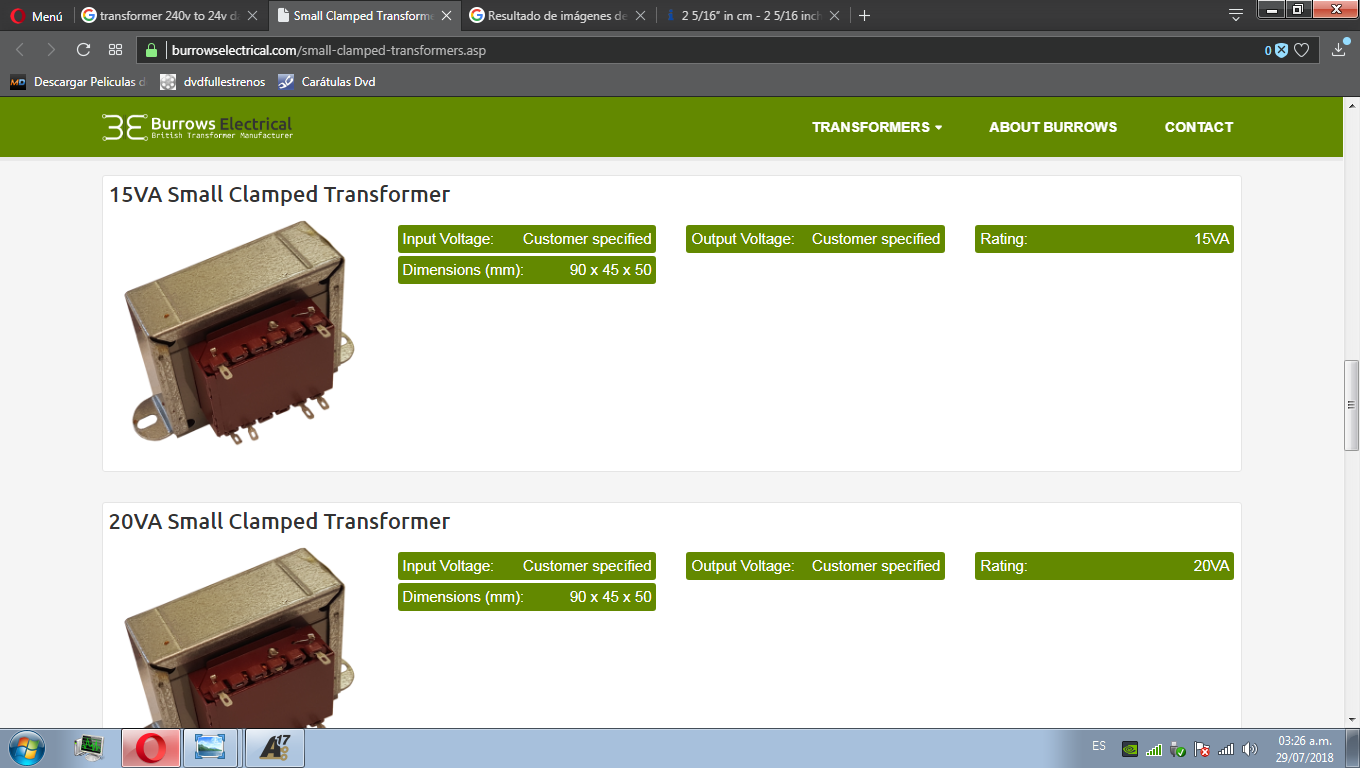 Menú
transformer 240v to 24v da
Small Clamped Transforme
Resultado de imágenes de
2 5/16" in cm - 2 5/16 inch
burrowselectrical.com/small-clamped-transformers.asp
0
Descargar Peliculas d
dvdfullestrenos
Carátulas Dvd
Burrows Electrical
British Transformer Manufacturer
TRANSFORMERS
ABOUT BURROWS
CONTACT
15VA Small Clamped Transformer
Input Voltage: Customer specified
Output Voltage: Customer specified
Rating: 15VA
Dimensions (mm): 90 x 45 x 50
20VA Small Clamped Transformer
Input Voltage: Customer specified
Output Voltage: Customer specified
Rating: 20VA
Dimensions (mm): 90 x 45 x 50
17
ES
03:26 a.m.
29/07/2018